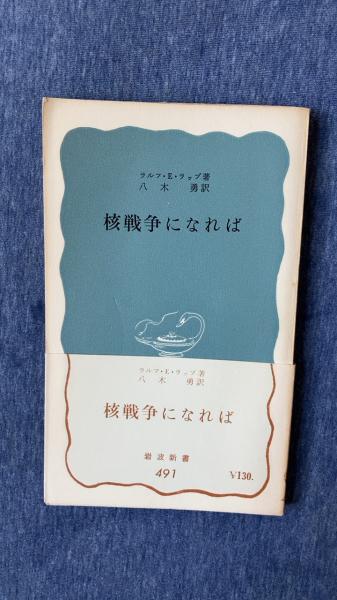 ラルフ・E・ラップ著
八木 勇訳
核戦争になれば
ラルフ・E・ラップ著
八木 勇訳
核戦争になれば
岩波新書
491
¥130.